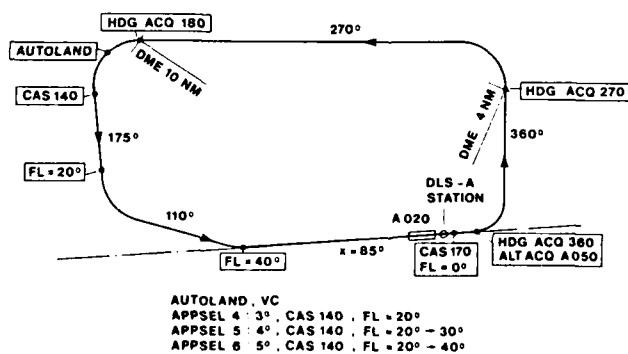 HDG ACQ 180
270°
AUTOLAND
DME 10 NM
CAS 140
HDG ACQ 270
DME 4 NM
175°
360°
FL = 20°
DLS - A
STATION
110°
A 020
FL = 40°
x = 85°
CAS 170
FL = 0°
HDG ACQ 360
ALT ACQ A 050
AUTOLAND , VC
APPSEL 4 : 3° , CAS 140 , FL = 20°
APPSEL 5 : 4° , CAS 140 , FL = 20° → 30°
APPSEL 6 : 5° , CAS 140 , FL = 20° → 40°